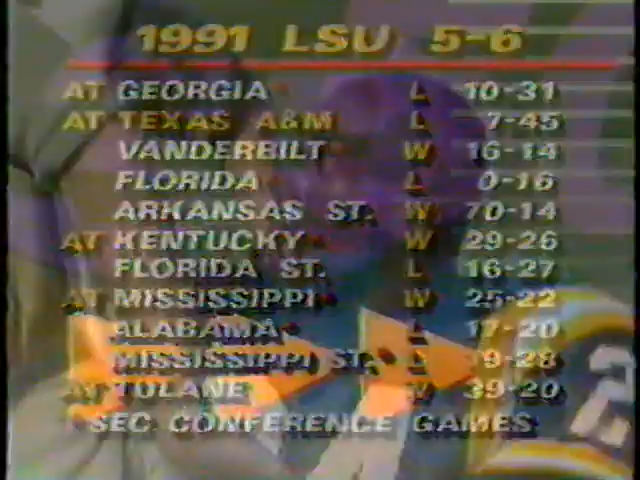 1991 LSU 5-6
AT GEORGIA • L 10-31
AT TEXAS A&M L 7-45
VANDERBILT • W 16-14
FLORIDA • L 0-16
ARKANSAS ST. W 70-14
AT KENTUCKY • W 29-26
FLORIDA ST. L 16-27
AT MISSISSIPPI • W 25-22
ALABAMA • L 17-20
MISSISSIPPI ST. • L 9-28
AT TULANE W 39-20
• SEC CONFERENCE GAMES